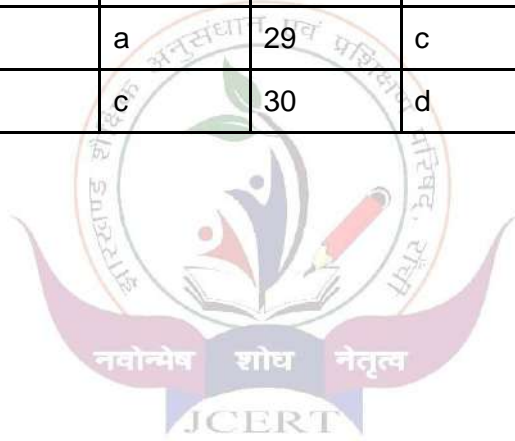 a 29 c
c 30 d
झारखण्ड शैक्षिक अनुसंधान एवं प्रशिक्षण परिषद्, राँची
नवोन्मेष शोध नेतृत्व
JCERT